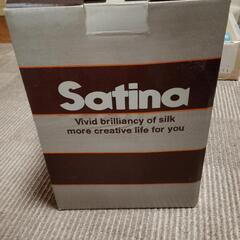 Satina
Vivid brilliancy of silk
more creative life for you